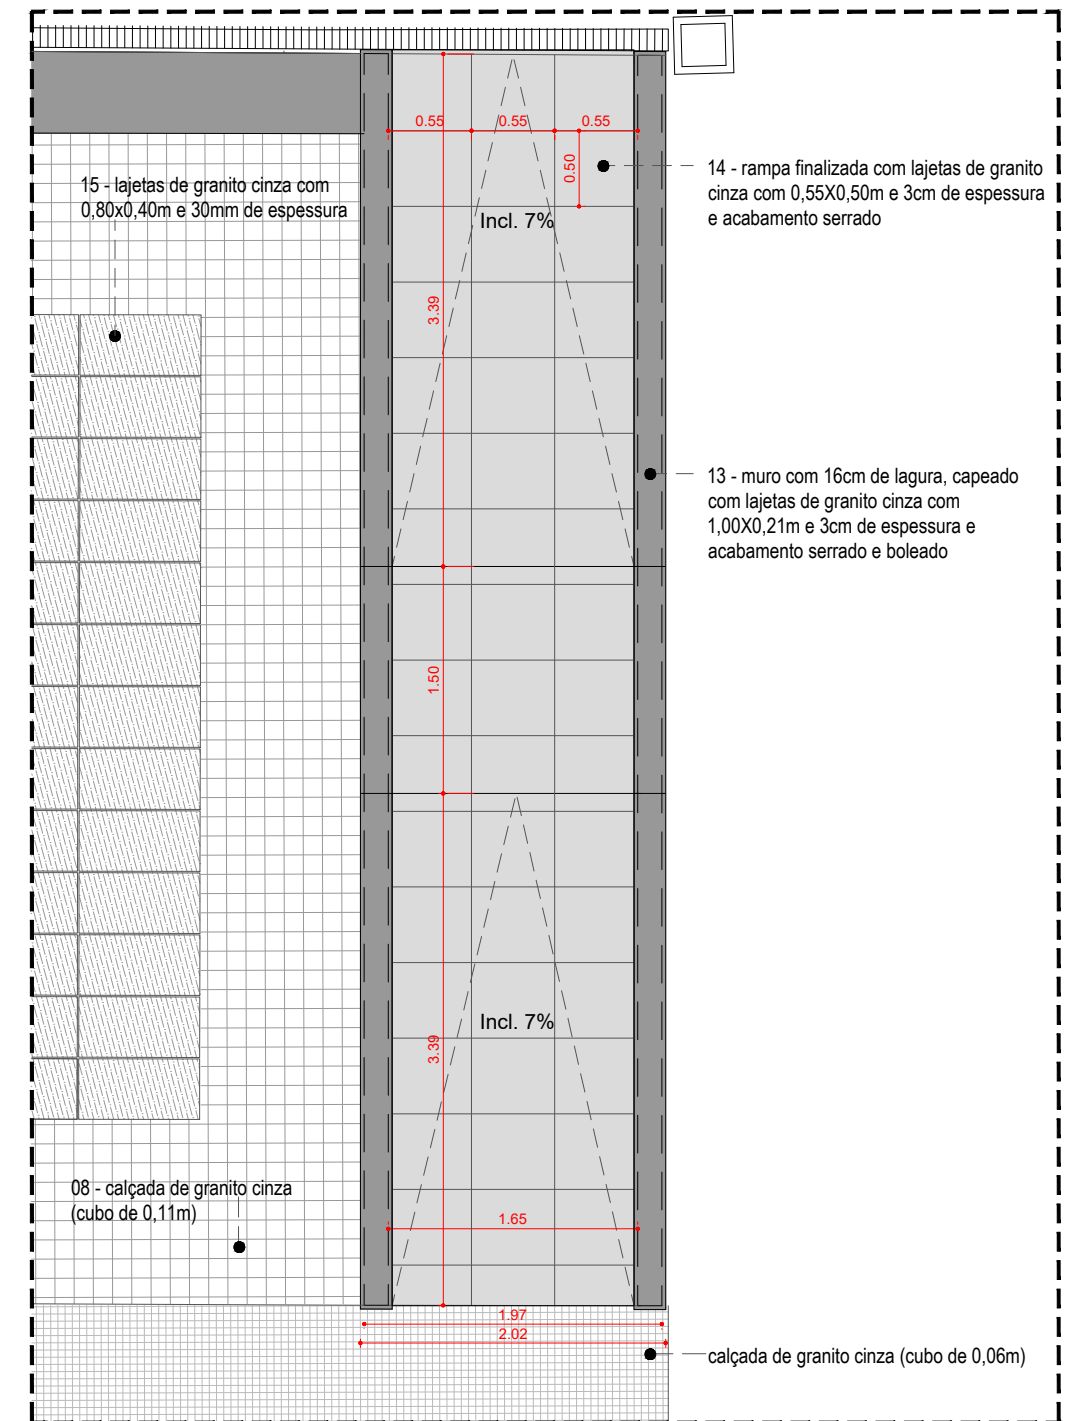 0.55
0.55
0.55
0.50
14 - rampa finalizada com lajetas de granito
cinza com 0,55X0,50m e 3cm de espessura
e acabamento serrado
15 - lajetas de granito cinza com
0,80x0,40m e 30mm de espessura
Incl. 7%
3.39
13 - muro com 16cm de lagura, capeado
com lajetas de granito cinza com
1,00X0,21m e 3cm de espessura e
acabamento serrado e boleado
1.50
Incl. 7%
3.39
08 - calçada de granito cinza
(cubo de 0,11m)
1.65
1.97
2.02
calçada de granito cinza (cubo de 0,06m)